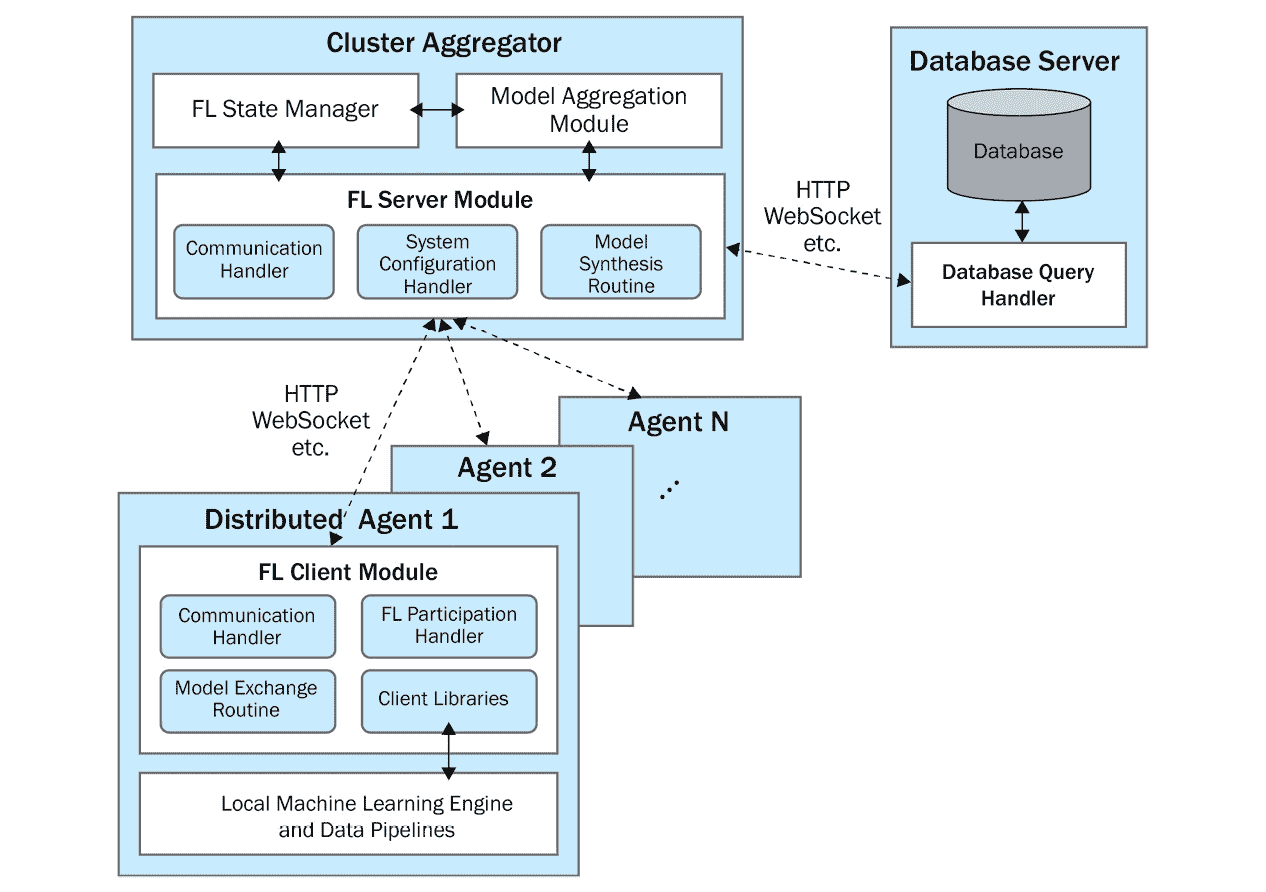 Cluster Aggregator
FL State Manager
Model Aggregation
Module
FL Server Module
Communication
Handler
System
Configuration
Handler
Model
Synthesis
Routine
HTTP
WebSocket
etc.
Database Server
Database
Database Query
Handler
HTTP
WebSocket
etc.
Agent N
...
Agent 2
Distributed Agent 1
FL Client Module
Communication
Handler
FL Participation
Handler
Model Exchange
Routine
Client Libraries
Local Machine Learning Engine
and Data Pipelines